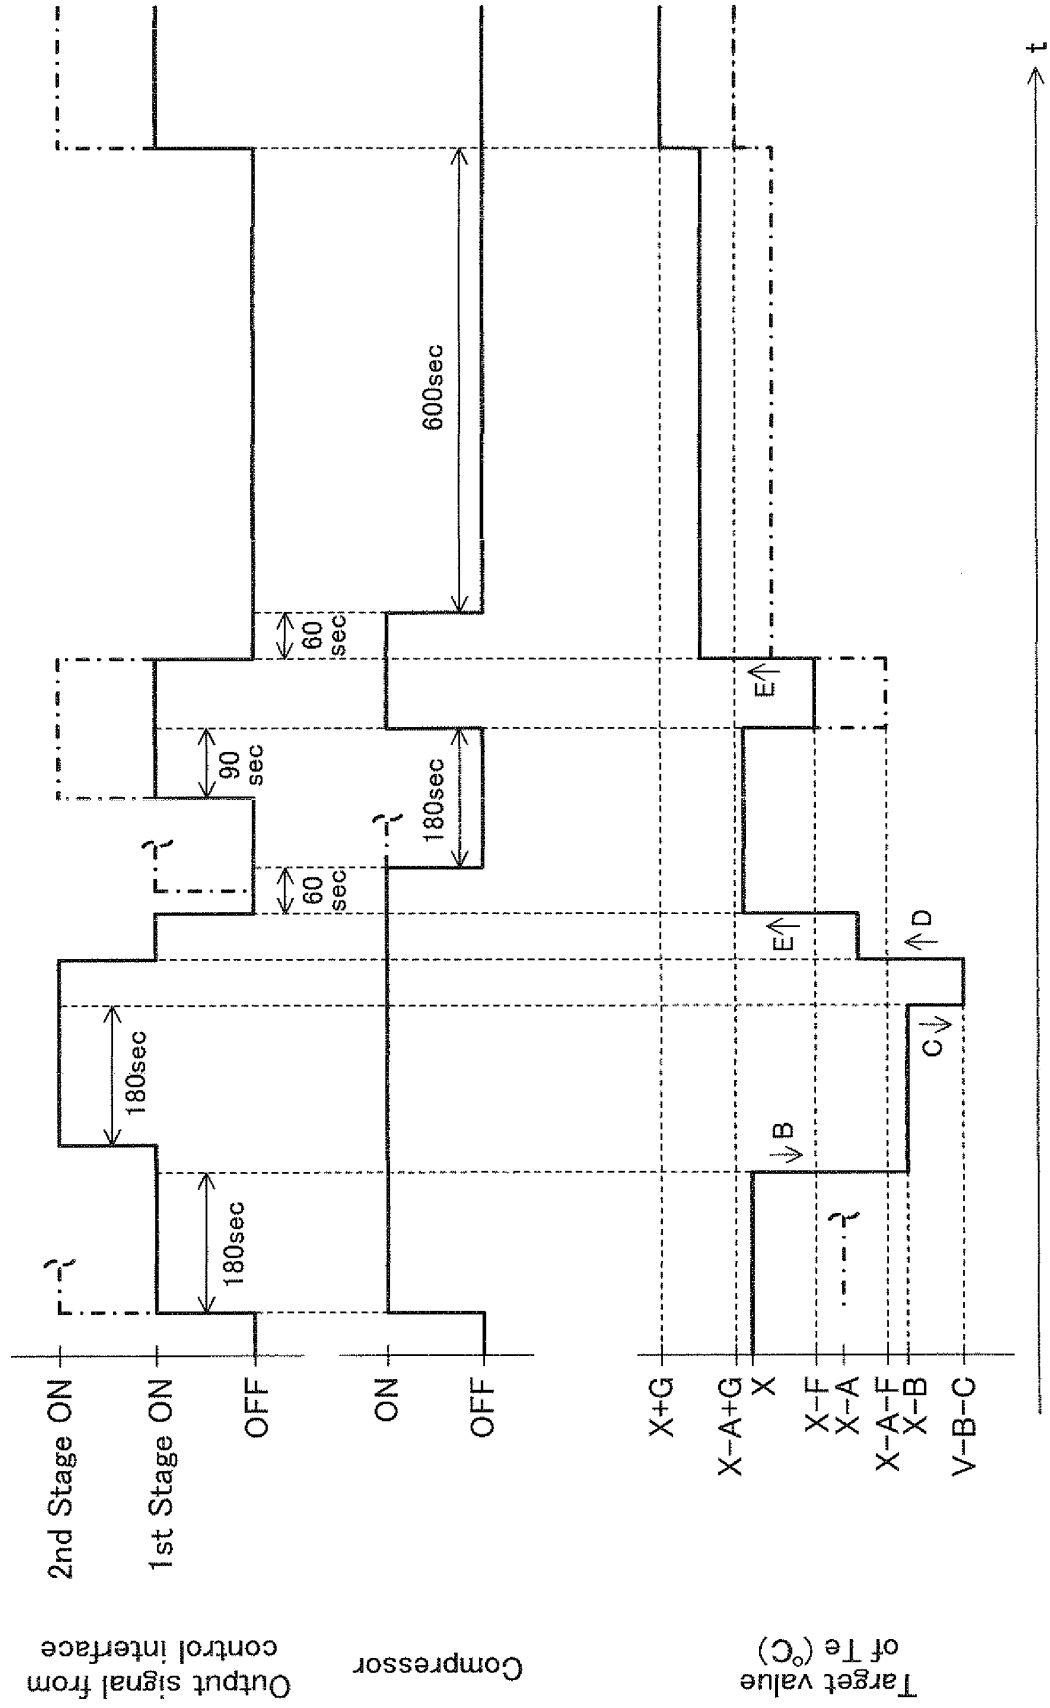 Output signal from
control interface
2nd Stage ON
1st Stage ON
OFF
180sec
180sec
60
sec
90
sec
60
sec
Compressor
ON
OFF
180sec
600sec
Target value
of Te (°C)
X+G
X-A+G
X
X-F
X-A
X-A-F
X-B
V-B-C
B
C
D
E
E
t